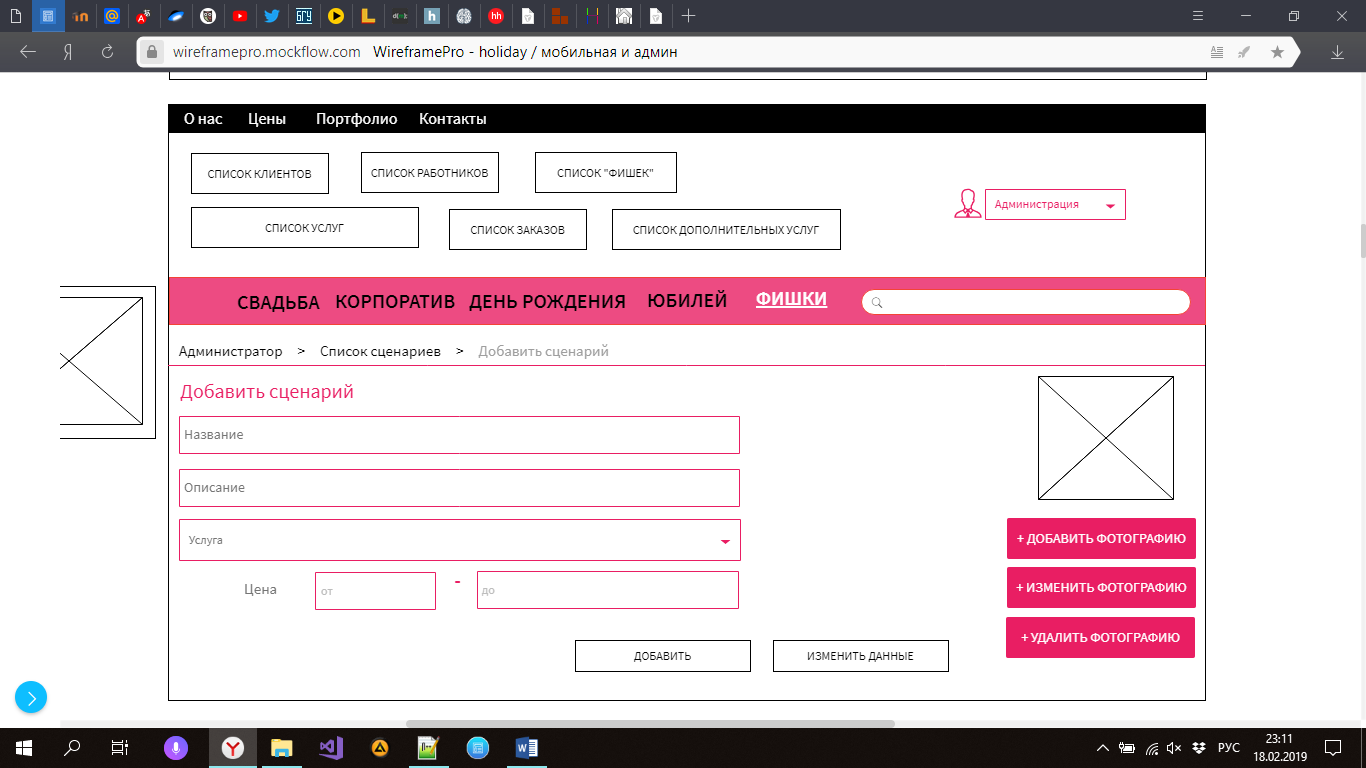 БГУ
d(m);
h
hh
Я
wireframepro.mockflow.com WireframePro - holiday / мобильная и админ
О нас Цены Портфолио Контакты
СПИСОК КЛИЕНТОВ СПИСОК РАБОТНИКОВ СПИСОК "ФИШЕК"
Администрация
СПИСОК УСЛУГ СПИСОК ЗАКАЗОВ СПИСОК ДОПОЛНИТЕЛЬНЫХ УСЛУГ
СВАДЬБА КОРПОРАТИВ ДЕНЬ РОЖДЕНИЯ ЮБИЛЕЙ ФИШКИ
Администратор > Список сценариев > Добавить сценарий
Добавить сценарий
Название
Описание
Услуга
Цена от - до
+ ДОБАВИТЬ ФОТОГРАФИЮ
+ ИЗМЕНИТЬ ФОТОГРАФИЮ
+ УДАЛИТЬ ФОТОГРАФИЮ
ДОБАВИТЬ ИЗМЕНИТЬ ДАННЫЕ
РУС
23:11
18.02.2019